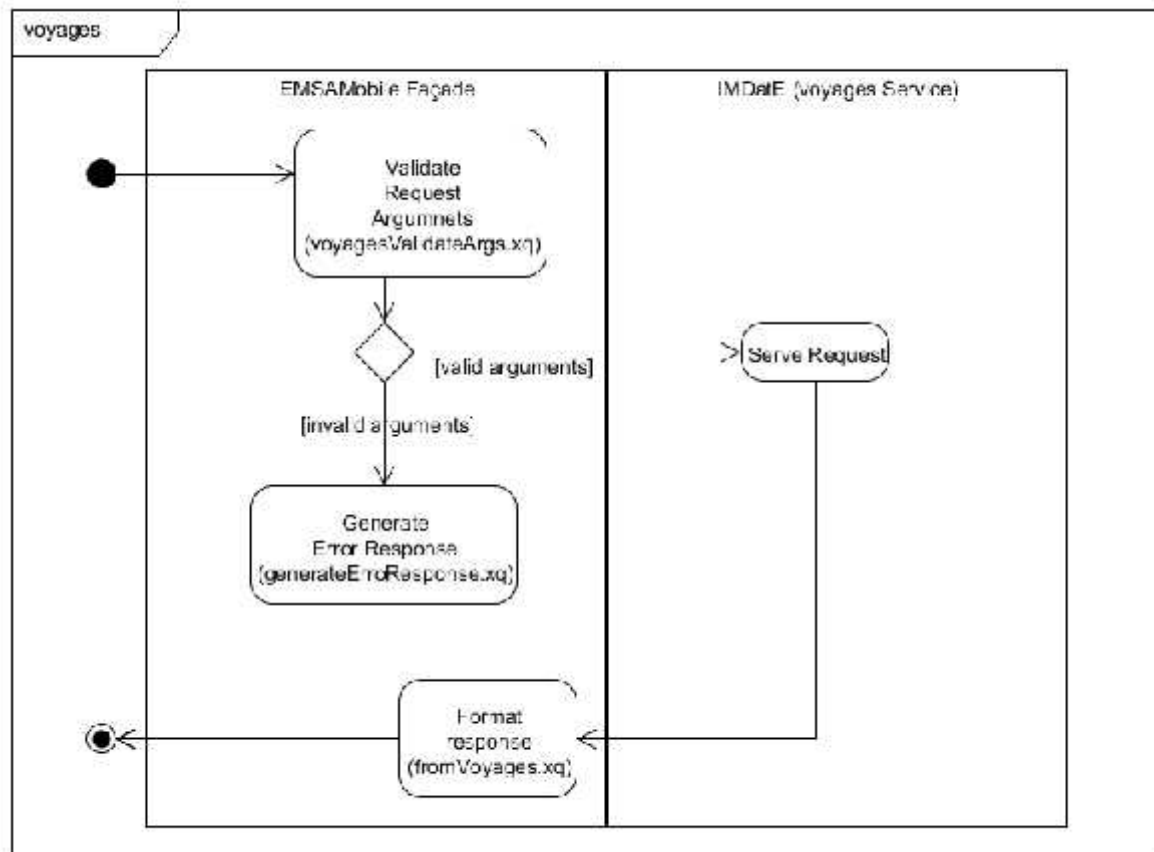 voyages
EMSAMobile Façade
IMDatE (voyages Service)
Validate
Request
Argumnets
(voyagesValidateArgs.xq)
[valid arguments]
Serve Request
[invalid arguments]
Generate
Error Response
(generateErroResponse.xq)
Format
response
(fromVoyages.xq)